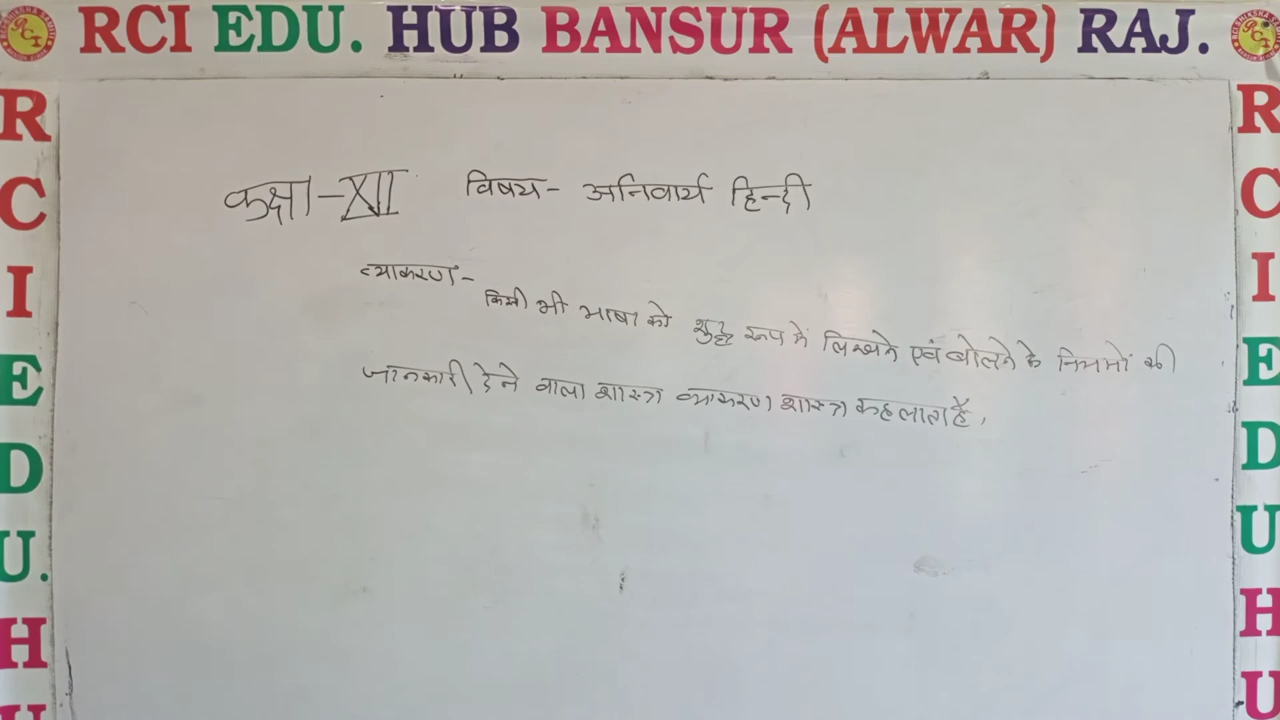 RCI EDU. HUB BANSUR (ALWAR) RAJ.
R
C
I
E
D
U.
H
कक्षा-XII विषय- अनिवार्य हिन्दी
व्याकरण-
किसी भी भाषा को शुद्ध रूप में लिखने एवं बोलने के नियमों की
जानकारी देने वाला शास्त्र व्याकरण शास्त्र कहलाता है,
R
C
I
E
D
U
H
U